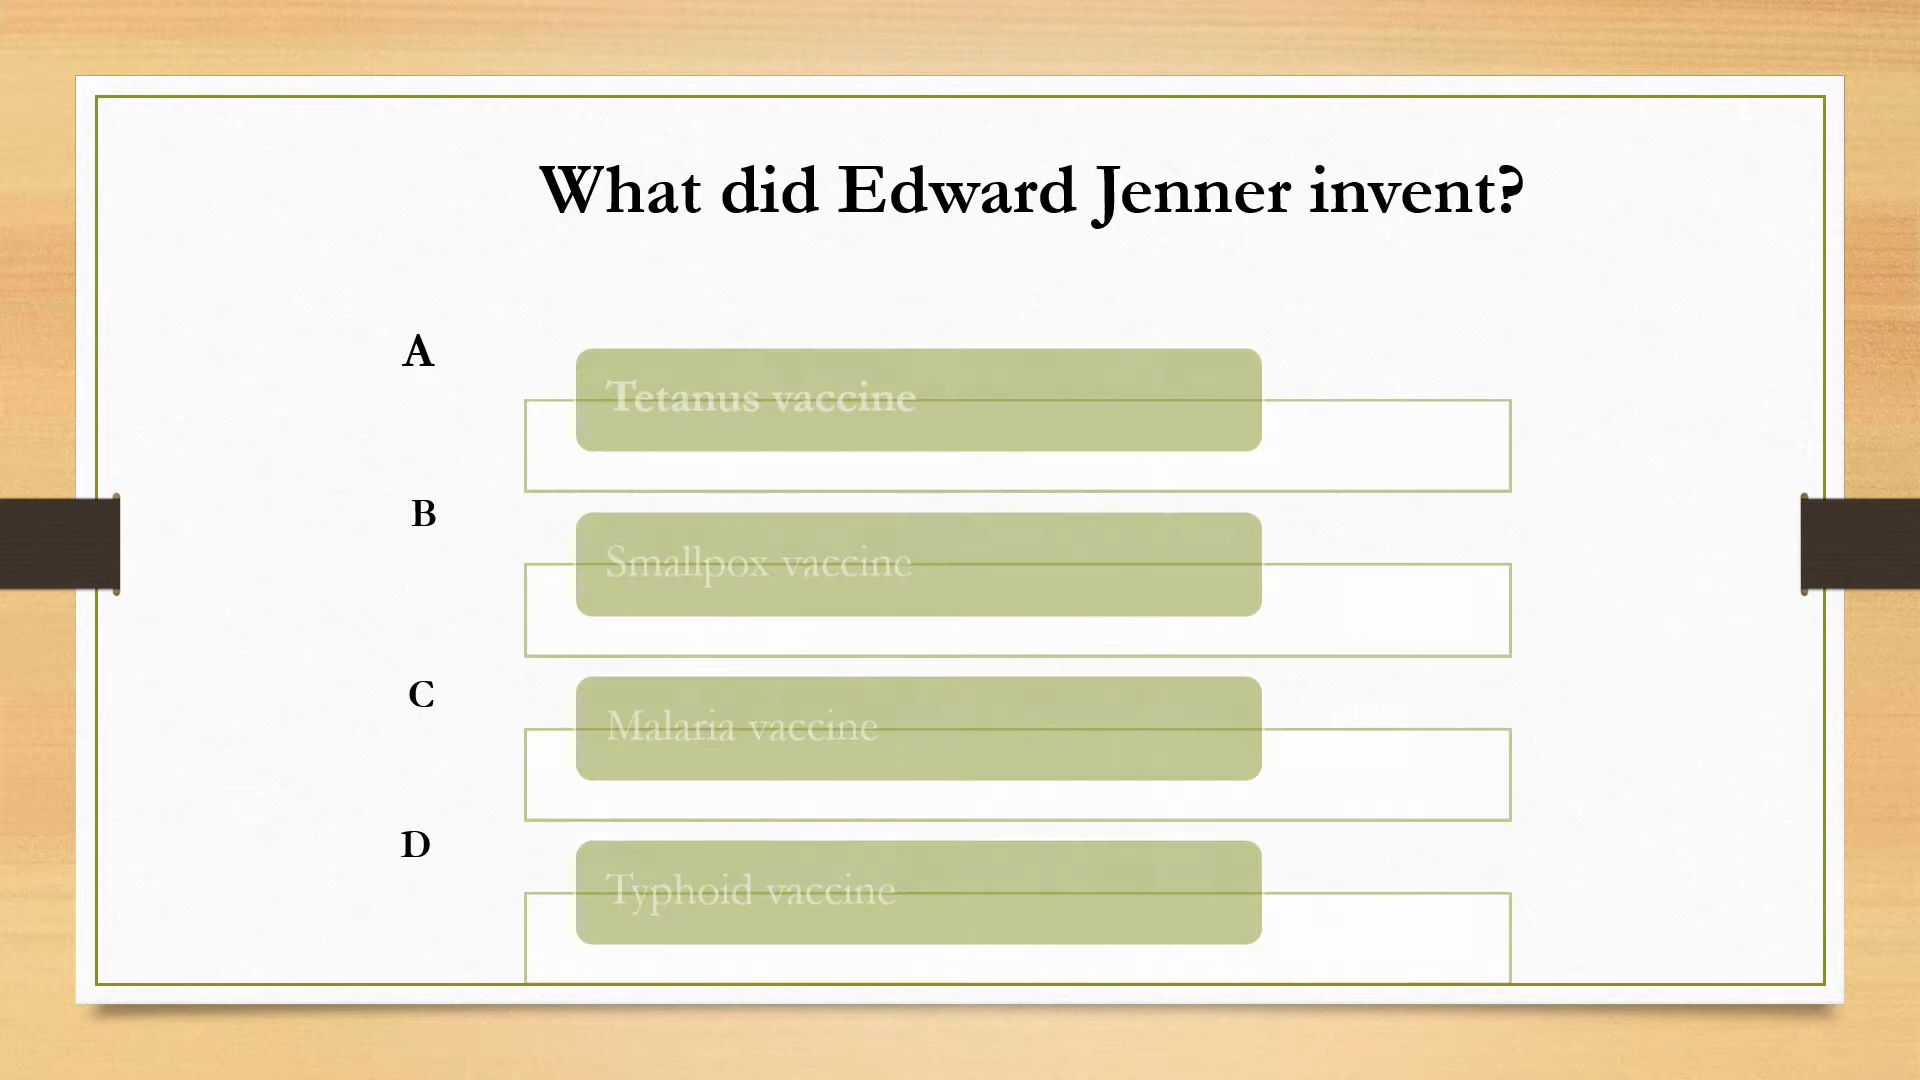 What did Edward Jenner invent?
A
Tetanus vaccine
B
Smallpox vaccine
C
Malaria vaccine
D
Typhoid vaccine